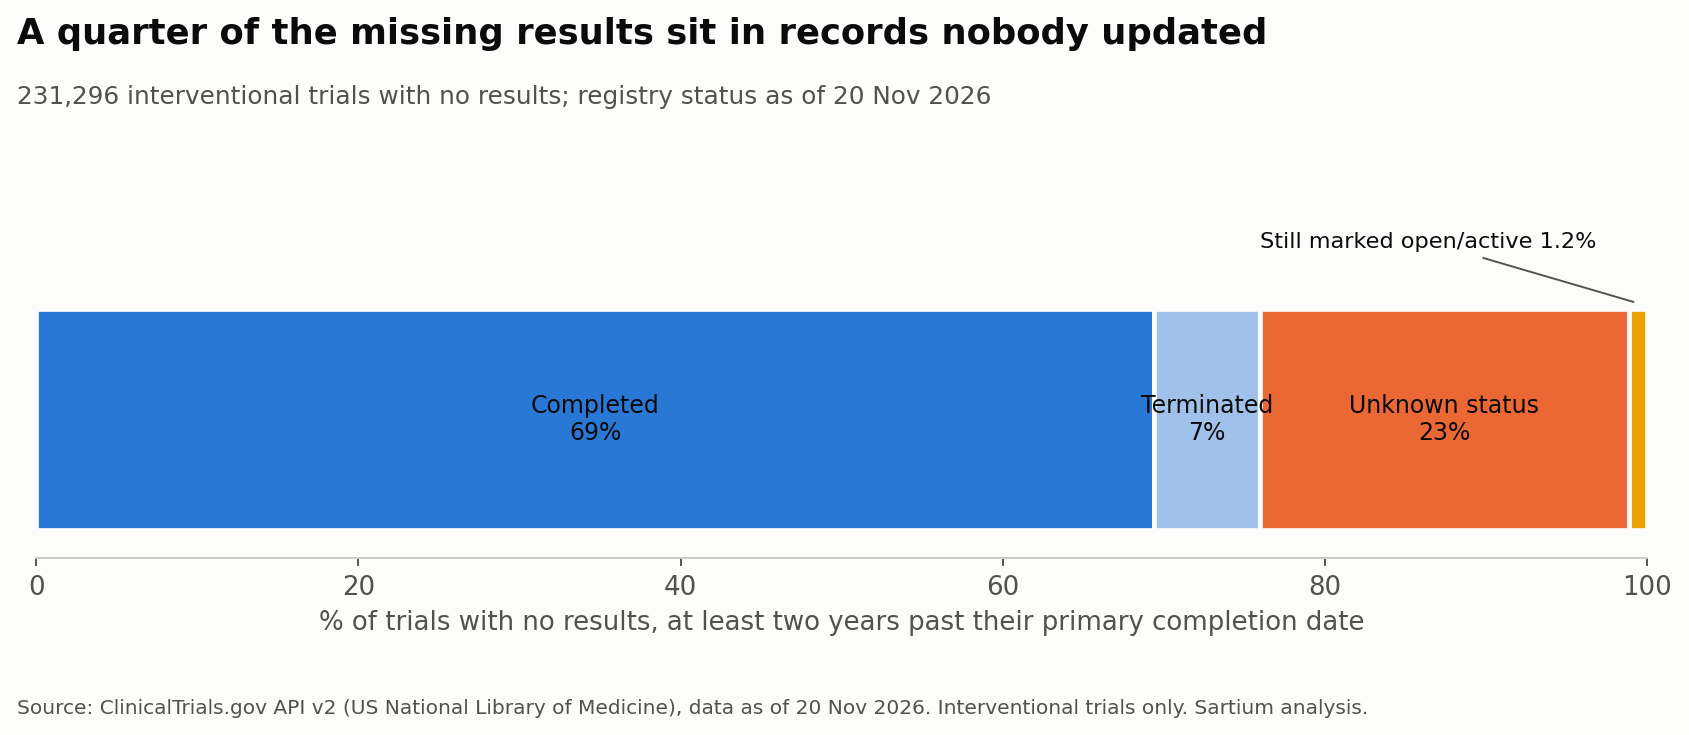 A quarter of the missing results sit in records nobody updated
231,296 interventional trials with no results; registry status as of 20 Nov 2026
Still marked open/active 1.2%
Completed
69%
Terminated
7%
Unknown status
23%
0 20 40 60 80 100
% of trials with no results, at least two years past their primary completion date
Source: ClinicalTrials.gov API v2 (US National Library of Medicine), data as of 20 Nov 2026. Interventional trials only. Sartium analysis.